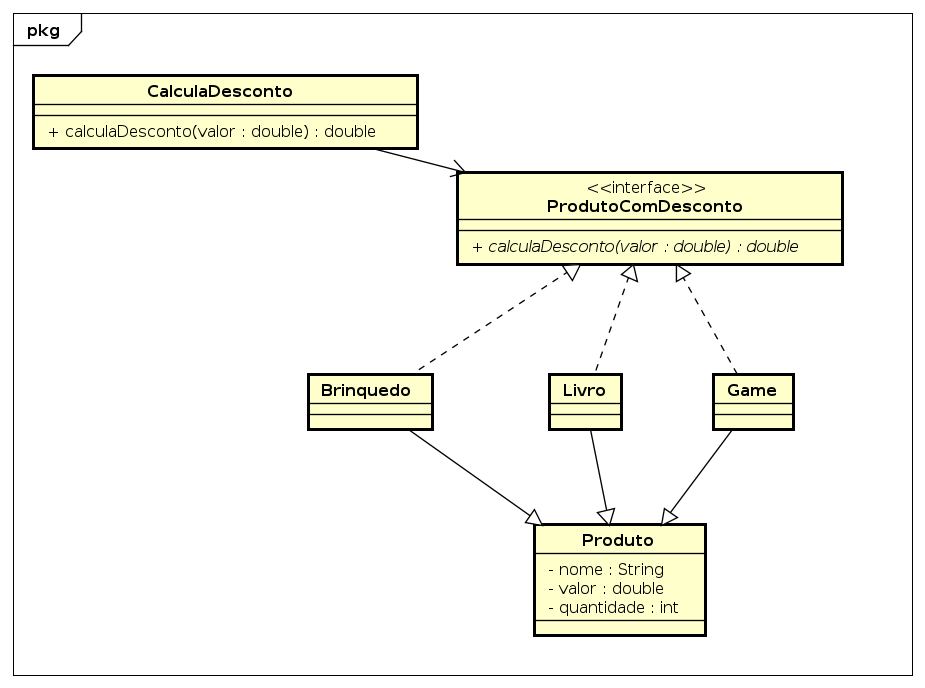 pkg
CalculaDesconto
+ calculaDesconto(valor : double) : double
<<interface>>
ProdutoComDesconto
+ calculaDesconto(valor : double) : double
Brinquedo
Livro
Game
Produto
- nome : String
- valor : double
- quantidade : int